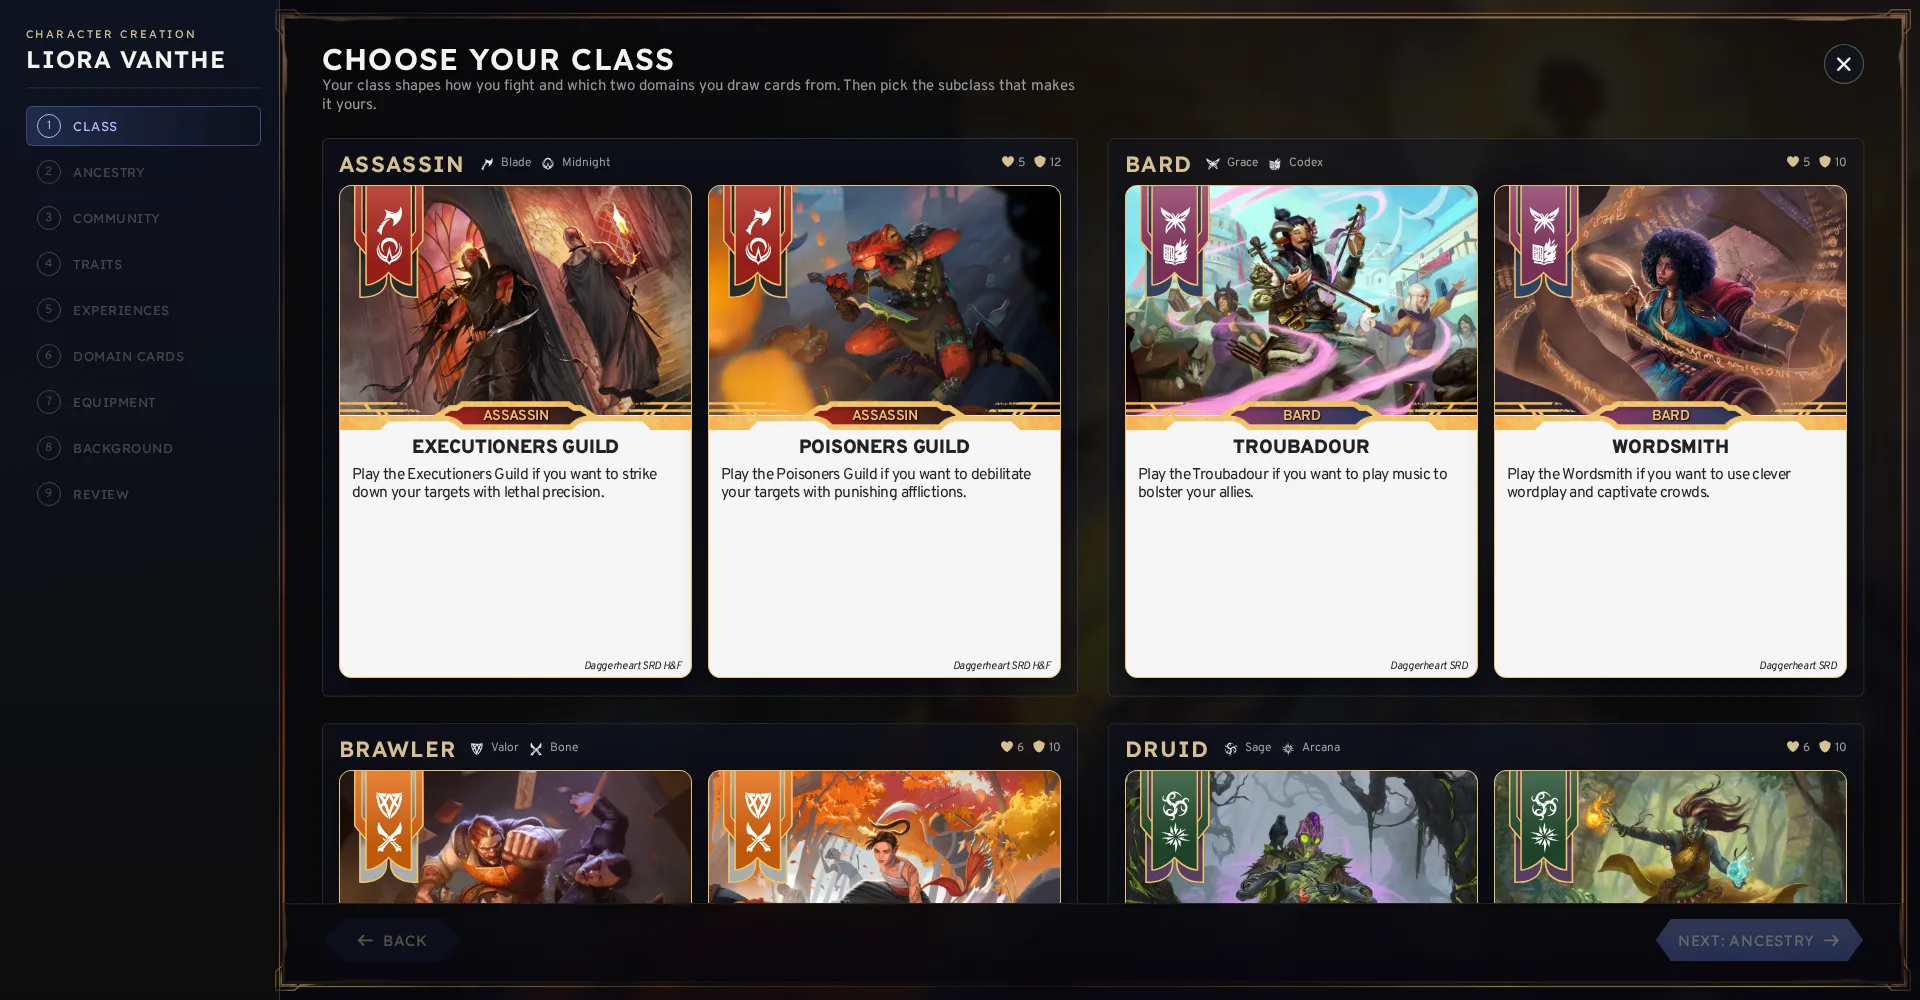 CHARACTER CREATION
LIORA VANTHE
1 CLASS
2 ANCESTRY
3 COMMUNITY
4 TRAITS
5 EXPERIENCES
6 DOMAIN CARDS
7 EQUIPMENT
8 BACKGROUND
9 REVIEW
CHOOSE YOUR CLASS
Your class shapes how you fight and which two domains you draw cards from. Then pick the subclass that makes
it yours.
ASSASSIN Blade Midnight 5 12
ASSASSIN
EXECUTIONERS GUILD
Play the Executioners Guild if you want to strike
down your targets with lethal precision.
Daggerheart SRD H&F
ASSASSIN
POISONERS GUILD
Play the Poisoners Guild if you want to debilitate
your targets with punishing afflictions.
Daggerheart SRD H&F
BARD Grace Codex 5 10
BARD
TROUBADOUR
Play the Troubadour if you want to play music to
bolster your allies.
Daggerheart SRD
BARD
WORDSMITH
Play the Wordsmith if you want to use clever
wordplay and captivate crowds.
Daggerheart SRD
BRAWLER Valor Bone 6 10
DRUID Sage Arcana 6 10
BACK
NEXT: ANCESTRY